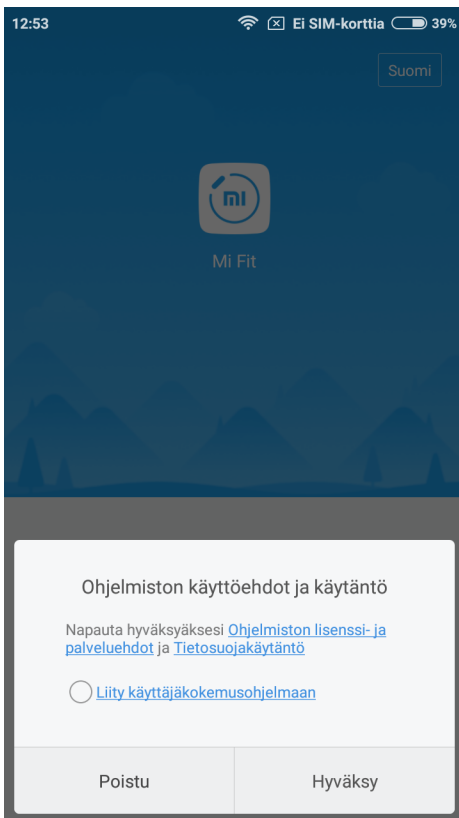 12:53 Ei SIM-korttia 39%
Suomi
Mi Fit
Ohjelmiston käyttöehdot ja käytäntö
Napauta hyväksyäksesi Ohjelmiston lisenssi- ja
palveluehdot ja Tietosuojakäytäntö
Liity käyttäjäkokemusohjelmaan
Poistu Hyväksy